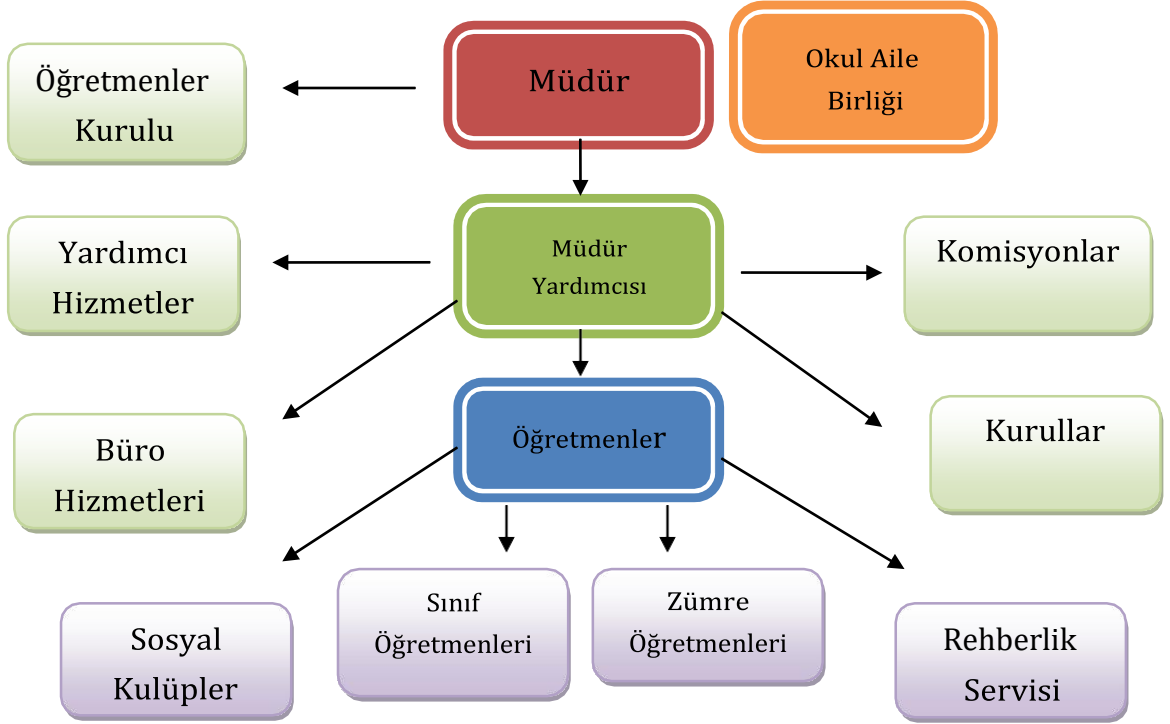 Öğretmenler
Kurulu
Müdür
Okul Aile
Birliği
Yardımcı
Hizmetler
Müdür
Yardımcısı
Komisyonlar
Büro
Hizmetleri
Öğretmenler
Kurullar
Sosyal
Kulüpler
Sınıf
Öğretmenleri
Zümre
Öğretmenleri
Rehberlik
Servisi